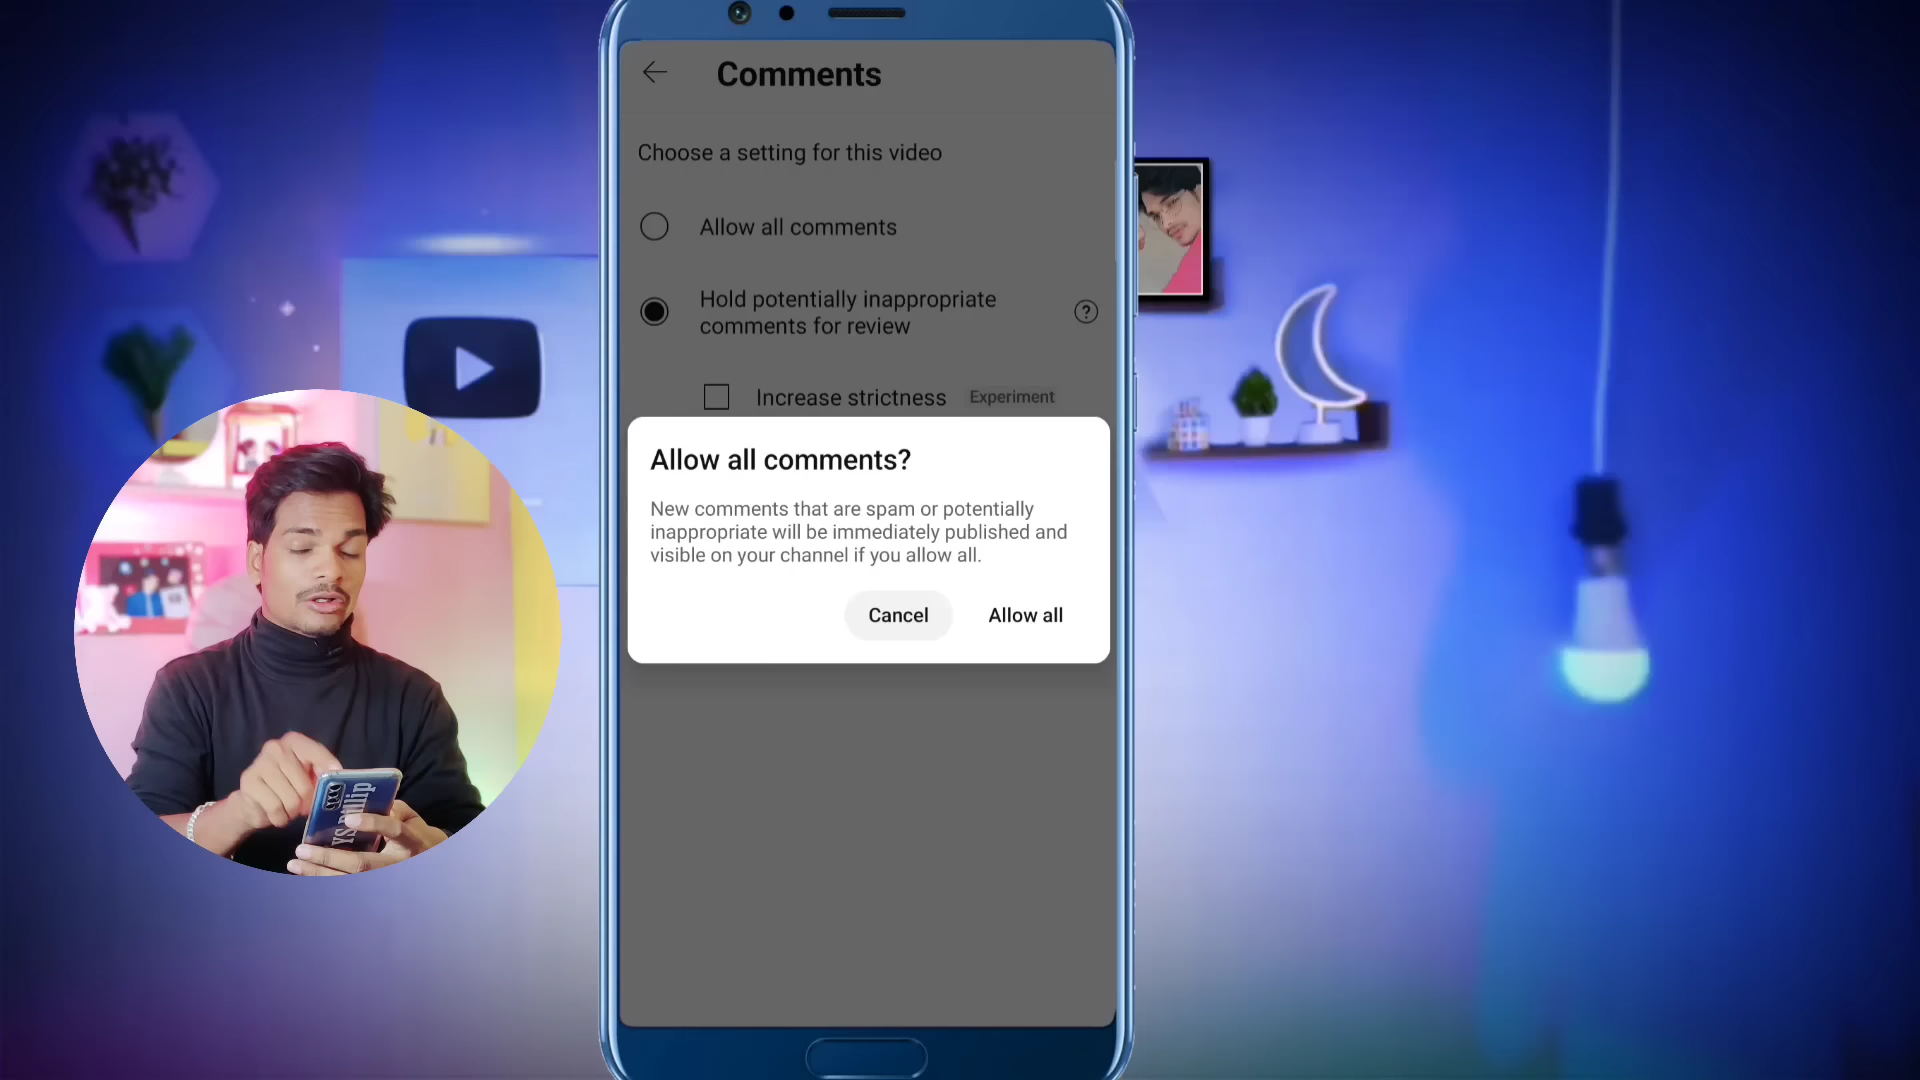 Comments
Choose a setting for this video
Allow all comments
Hold potentially inappropriate
comments for review
Increase strictness Experiment
Allow all comments?
New comments that are spam or potentially
inappropriate will be immediately published and
visible on your channel if you allow all.
Cancel Allow all
YS Dillip